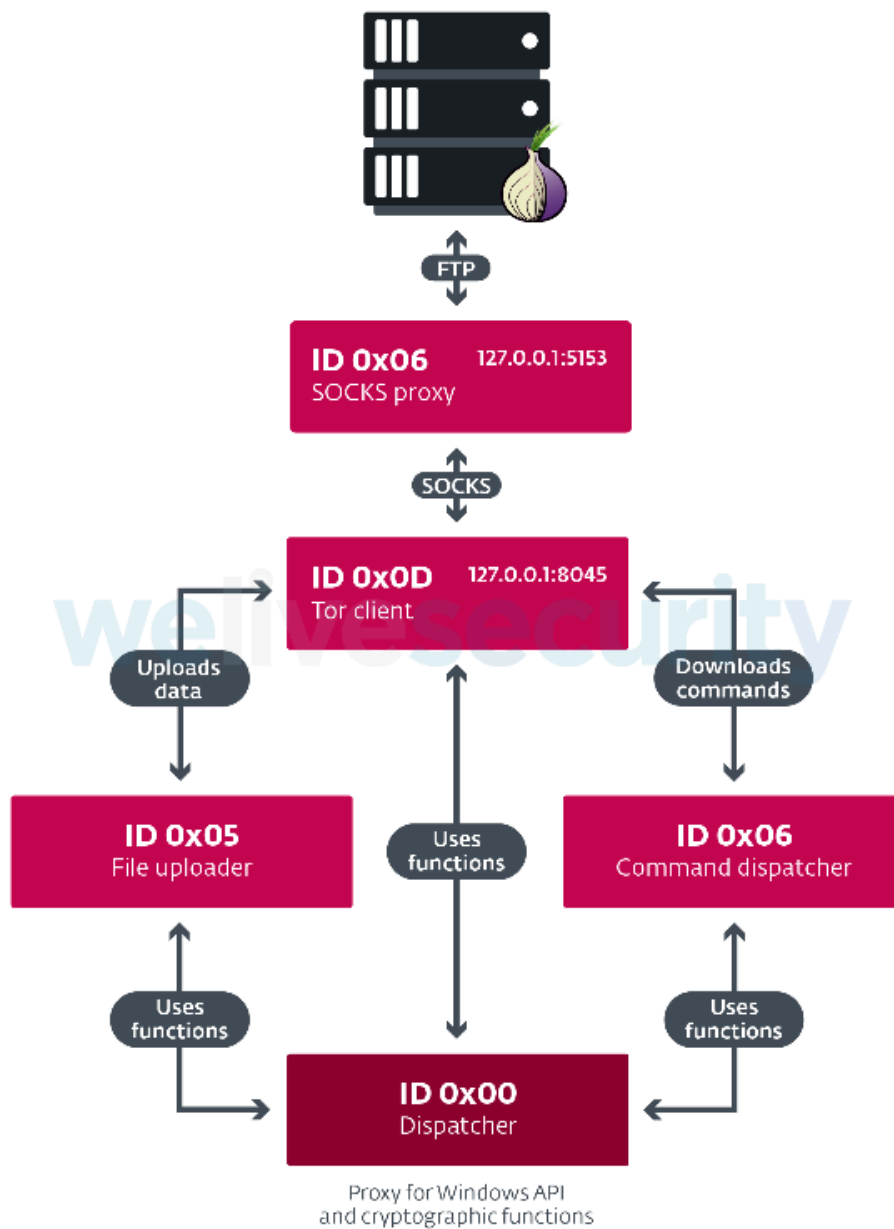 FTP
ID 0x06
127.0.0.1:5153
SOCKS proxy
SOCKS
ID 0x0D
127.0.0.1:8045
Tor client
welivesecurity
Uploads
data
Downloads
commands
ID 0x05
File uploader
Uses
functions
ID 0x06
Command dispatcher
Uses
functions
Uses
functions
ID 0x00
Dispatcher
Proxy for Windows API
and cryptographic functions